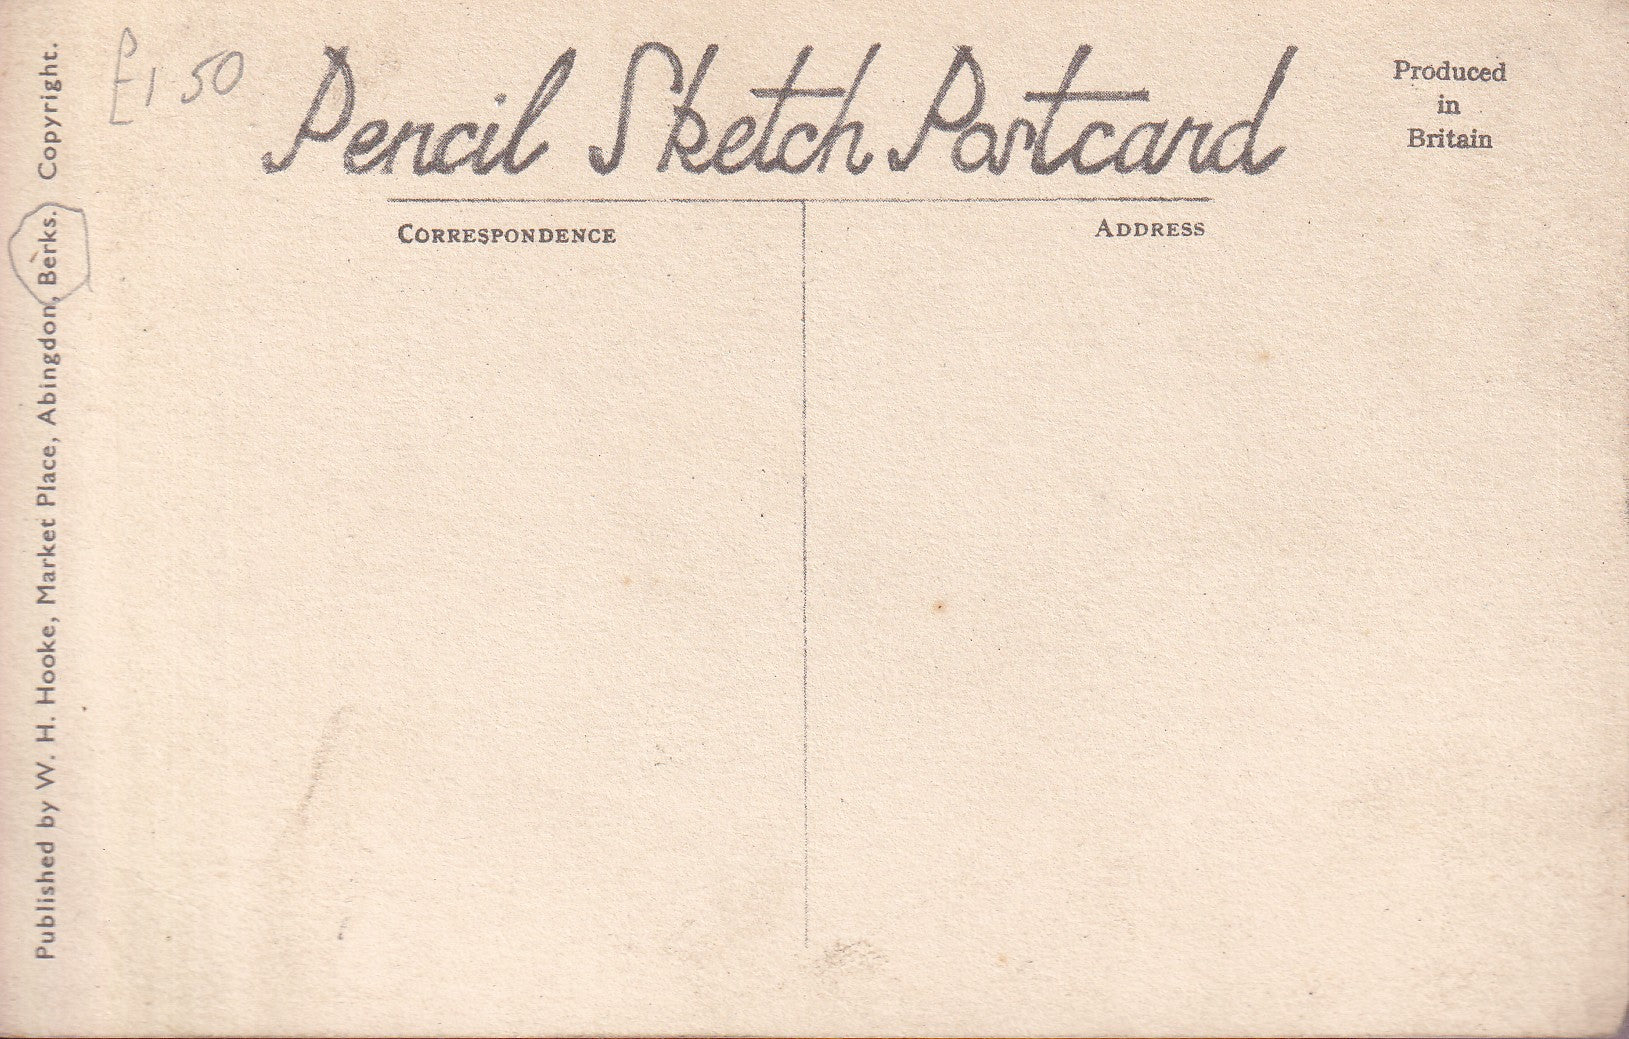 £1.50
Pencil Sketch Postcard
Produced
in
Britain
CORRESPONDENCE
ADDRESS
Published by W. H. Hooke, Market Place, Abingdon, Berks. Copyright.